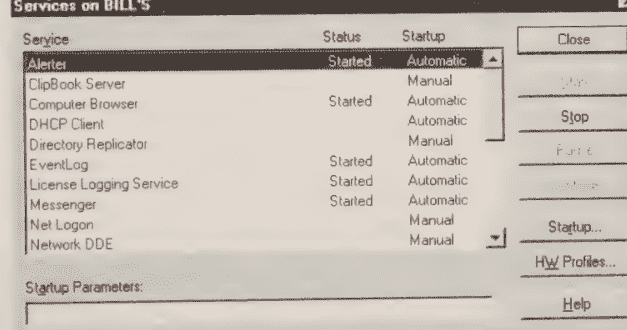 Services on BILL'S
Service Status Startup
Alerter Started Automatic
ClipBook Server Manual
Computer Browser Started Automatic
DHCP Client Automatic
Directory Replicator Manual
EventLog Started Automatic
License Logging Service Started Automatic
Messenger Started Automatic
Net Logon Manual
Network DDE Manual
Startup Parameters:
Close
Stop
Startup...
HW Profiles...
Help